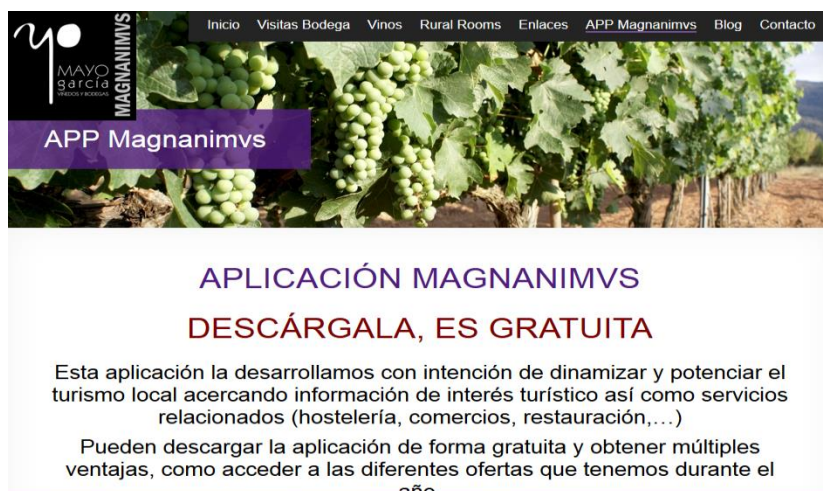 Inicio Visitas Bodega Vinos Rural Rooms Enlaces APP Magnanimvs Blog Contacto
yo
MAYO
garcía
VIÑEDOS Y BODEGAS
MAGNANIMVS
APP Magnanimvs
APLICACIÓN MAGNANIMVS
DESCÁRGALA, ES GRATUITA
Esta aplicación la desarrollamos con intención de dinamizar y potenciar el
turismo local acercando información de interés turístico así como servicios
relacionados (hostelería, comercios, restauración,…)
Pueden descargar la aplicación de forma gratuita y obtener múltiples
ventajas, como acceder a las diferentes ofertas que tenemos durante el
año